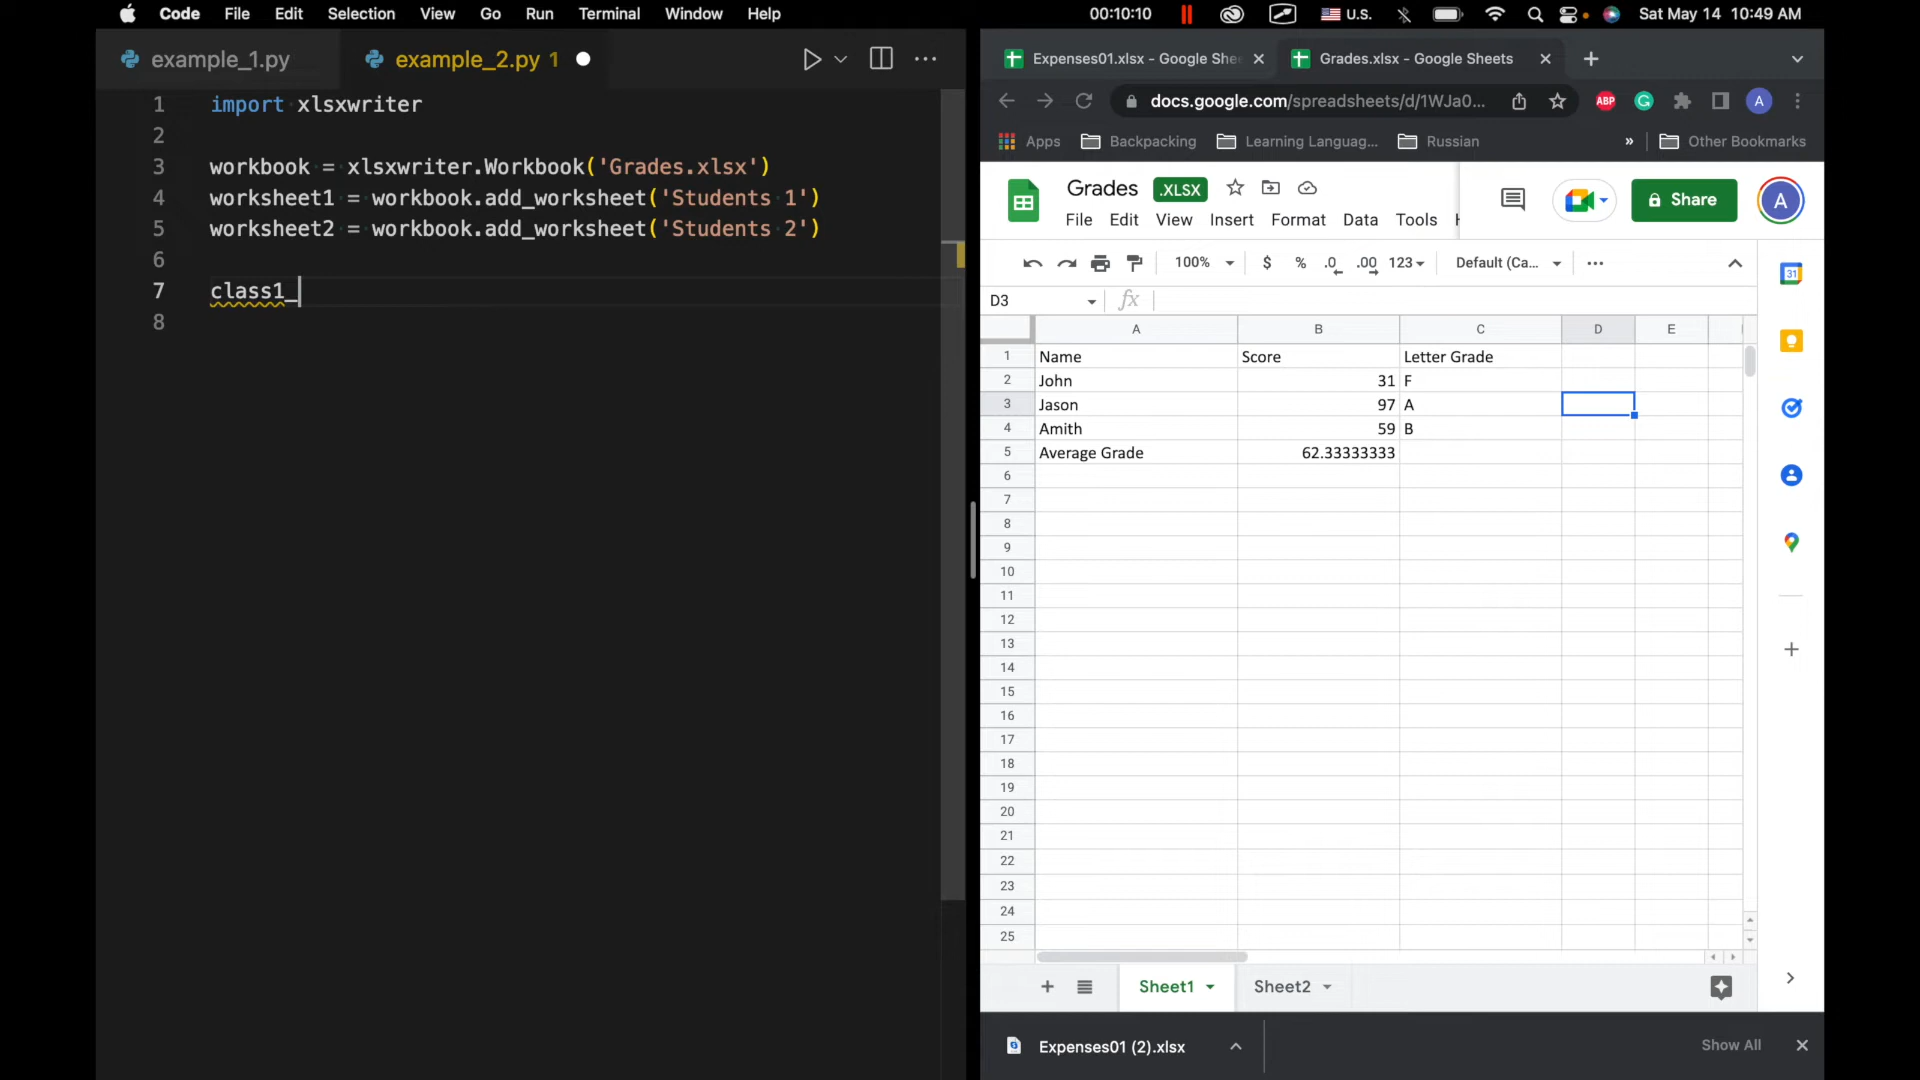 Code File Edit Selection View Go Run Terminal Window Help 00:10:10 U.S. Sat May 14 10:49 AM
example_1.py example_2.py 1
1 import xlsxwriter
2
3 workbook = xlsxwriter.Workbook('Grades.xlsx')
4 worksheet1 = workbook.add_worksheet('Students 1')
5 worksheet2 = workbook.add_worksheet('Students 2')
6
7 class1_
8
Expenses01.xlsx - Google She Grades.xlsx - Google Sheets
docs.google.com/spreadsheets/d/1WJa0... ABP G A
Apps Backpacking Learning Languag... Russian » Other Bookmarks
Grades .XLSX Share A
File Edit View Insert Format Data Tools
100% $ % .0 .00 123 Default (Ca... 31
D3 fx
A B C D E
1 Name Score Letter Grade
2 John 31 F
3 Jason 97 A
4 Amith 59 B
5 Average Grade 62.33333333
6
7
8
9
10
11
12
13
14
15
16
17
18
19
20
21
22
23
24
25
Sheet1 Sheet2
Expenses01 (2).xlsx Show All